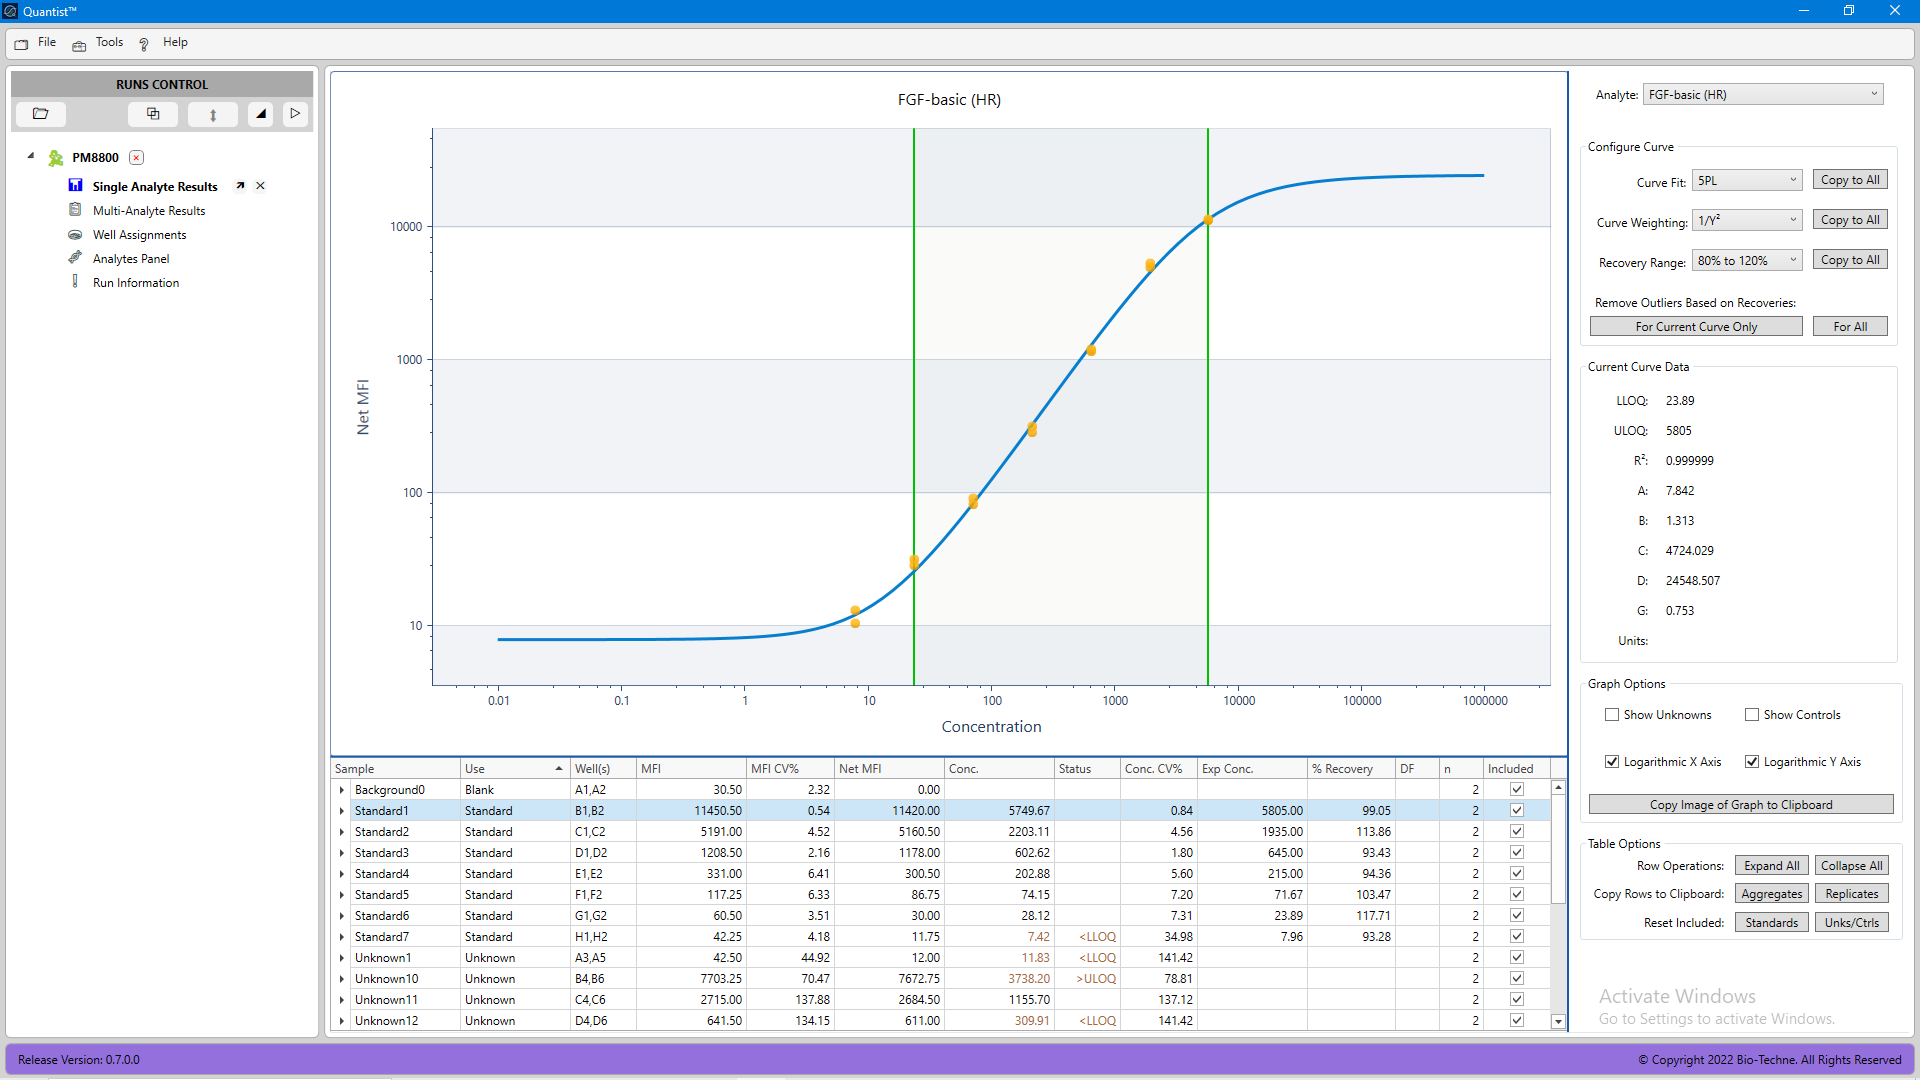 Quantist™
File Tools Help
RUNS CONTROL
PM8800
Single Analyte Results
Multi-Analyte Results
Well Assignments
Analytes Panel
Run Information
FGF-basic (HR)
Net MFI
10000
1000
100
10
0.01 0.1 1 10 100 1000 10000 100000 1000000
Concentration
Sample Use Well(s) MFI MFI CV% Net MFI Conc. Status Conc. CV% Exp Conc. % Recovery DF n Included
Background0 Blank A1,A2 30.50 2.32 0.00 2
Standard1 Standard B1,B2 11450.50 0.54 11420.00 5749.67 0.84 5805.00 99.05 2
Standard2 Standard C1,C2 5191.00 4.52 5160.50 2203.11 4.56 1935.00 113.86 2
Standard3 Standard D1,D2 1208.50 2.16 1178.00 602.62 1.80 645.00 93.43 2
Standard4 Standard E1,E2 331.00 6.41 300.50 202.88 5.60 215.00 94.36 2
Standard5 Standard F1,F2 117.25 6.33 86.75 74.15 7.20 71.67 103.47 2
Standard6 Standard G1,G2 60.50 3.51 30.00 28.12 7.31 23.89 117.71 2
Standard7 Standard H1,H2 42.25 4.18 11.75 7.42 <LLOQ 34.98 7.96 93.28 2
Unknown1 Unknown A3,A5 42.50 44.92 12.00 11.83 <LLOQ 141.42 2
Unknown10 Unknown B4,B6 7703.25 70.47 7672.75 3738.20 >ULOQ 78.81 2
Unknown11 Unknown C4,C6 2715.00 137.88 2684.50 1155.70 137.12 2
Unknown12 Unknown D4,D6 641.50 134.15 611.00 309.91 <LLOQ 141.42 2
Analyte: FGF-basic (HR)
Configure Curve
Curve Fit: 5PL Copy to All
Curve Weighting: 1/Y² Copy to All
Recovery Range: 80% to 120% Copy to All
Remove Outliers Based on Recoveries:
For Current Curve Only For All
Current Curve Data
LLOQ: 23.89
ULOQ: 5805
R²: 0.999999
A: 7.842
B: 1.313
C: 4724.029
D: 24548.507
G: 0.753
Units:
Graph Options
Show Unknowns Show Controls
Logarithmic X Axis Logarithmic Y Axis
Copy Image of Graph to Clipboard
Table Options
Row Operations: Expand All Collapse All
Copy Rows to Clipboard: Aggregates Replicates
Reset Included: Standards Unks/Ctrls
Activate Windows
Go to Settings to activate Windows.
Release Version: 0.7.0.0
© Copyright 2022 Bio-Techne. All Rights Reserved